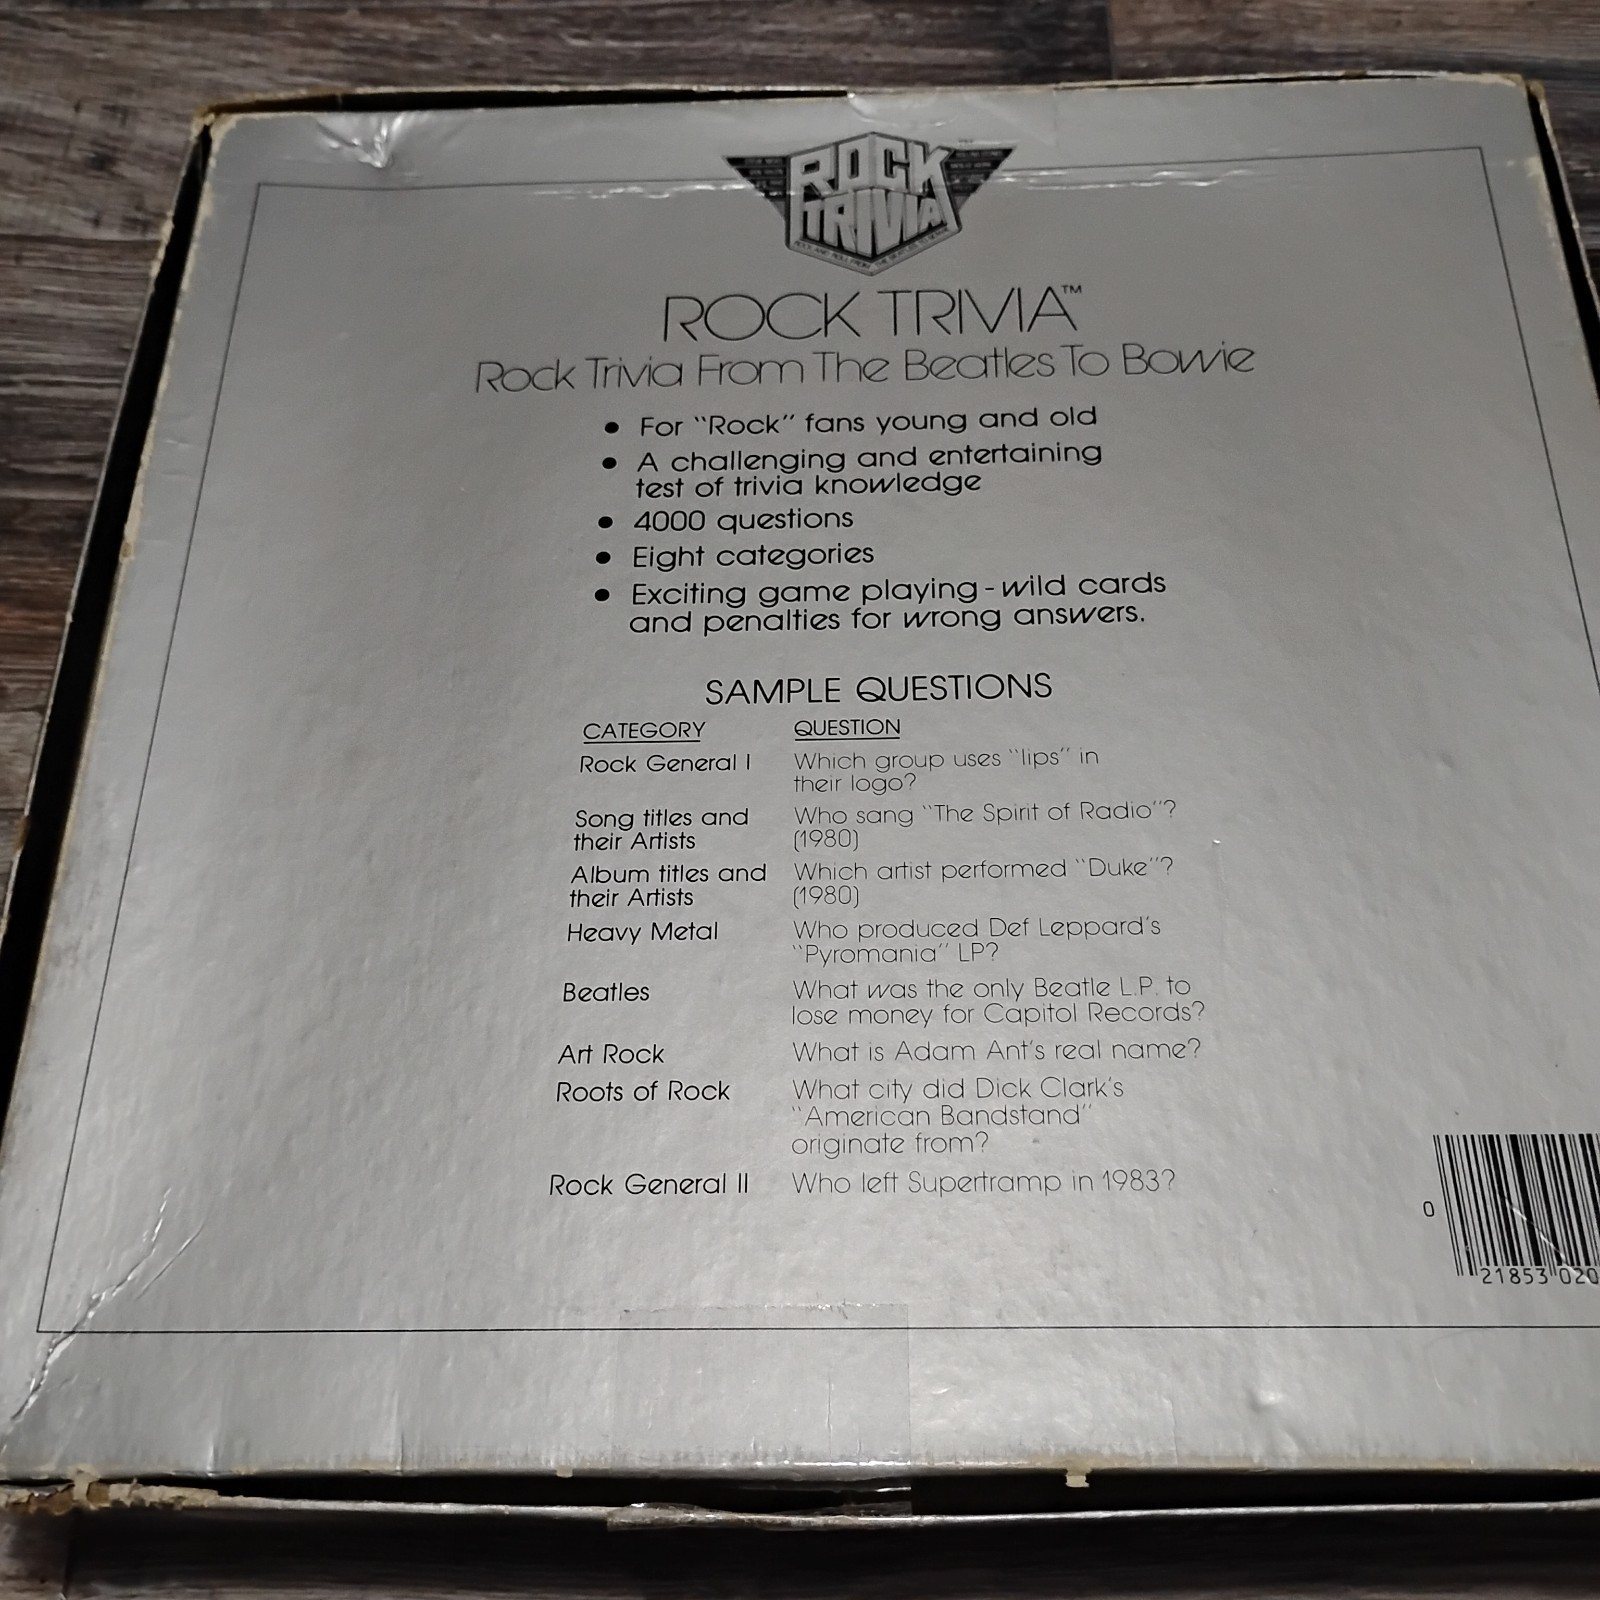 ROCK
TRIVIA
ROCK TRIVIA™
Rock Trivia From The Beatles To Bowie
• For "Rock" fans young and old
• A challenging and entertaining
test of trivia knowledge
• 4000 questions
• Eight categories
• Exciting game playing - wild cards
and penalties for wrong answers.
SAMPLE QUESTIONS
CATEGORY QUESTION
Rock General I Which group uses "lips" in
their logo?
Song titles and Who sang "The Spirit of Radio"?
their Artists (1980)
Album titles and Which artist performed "Duke"?
their Artists (1980)
Heavy Metal Who produced Def Leppard's
"Pyromania" LP?
Beatles What was the only Beatle L.P. to
lose money for Capitol Records?
Art Rock What is Adam Ant's real name?
Roots of Rock What city did Dick Clark's
"American Bandstand"
originate from?
Rock General II Who left Supertramp in 1983?
0
21853 020